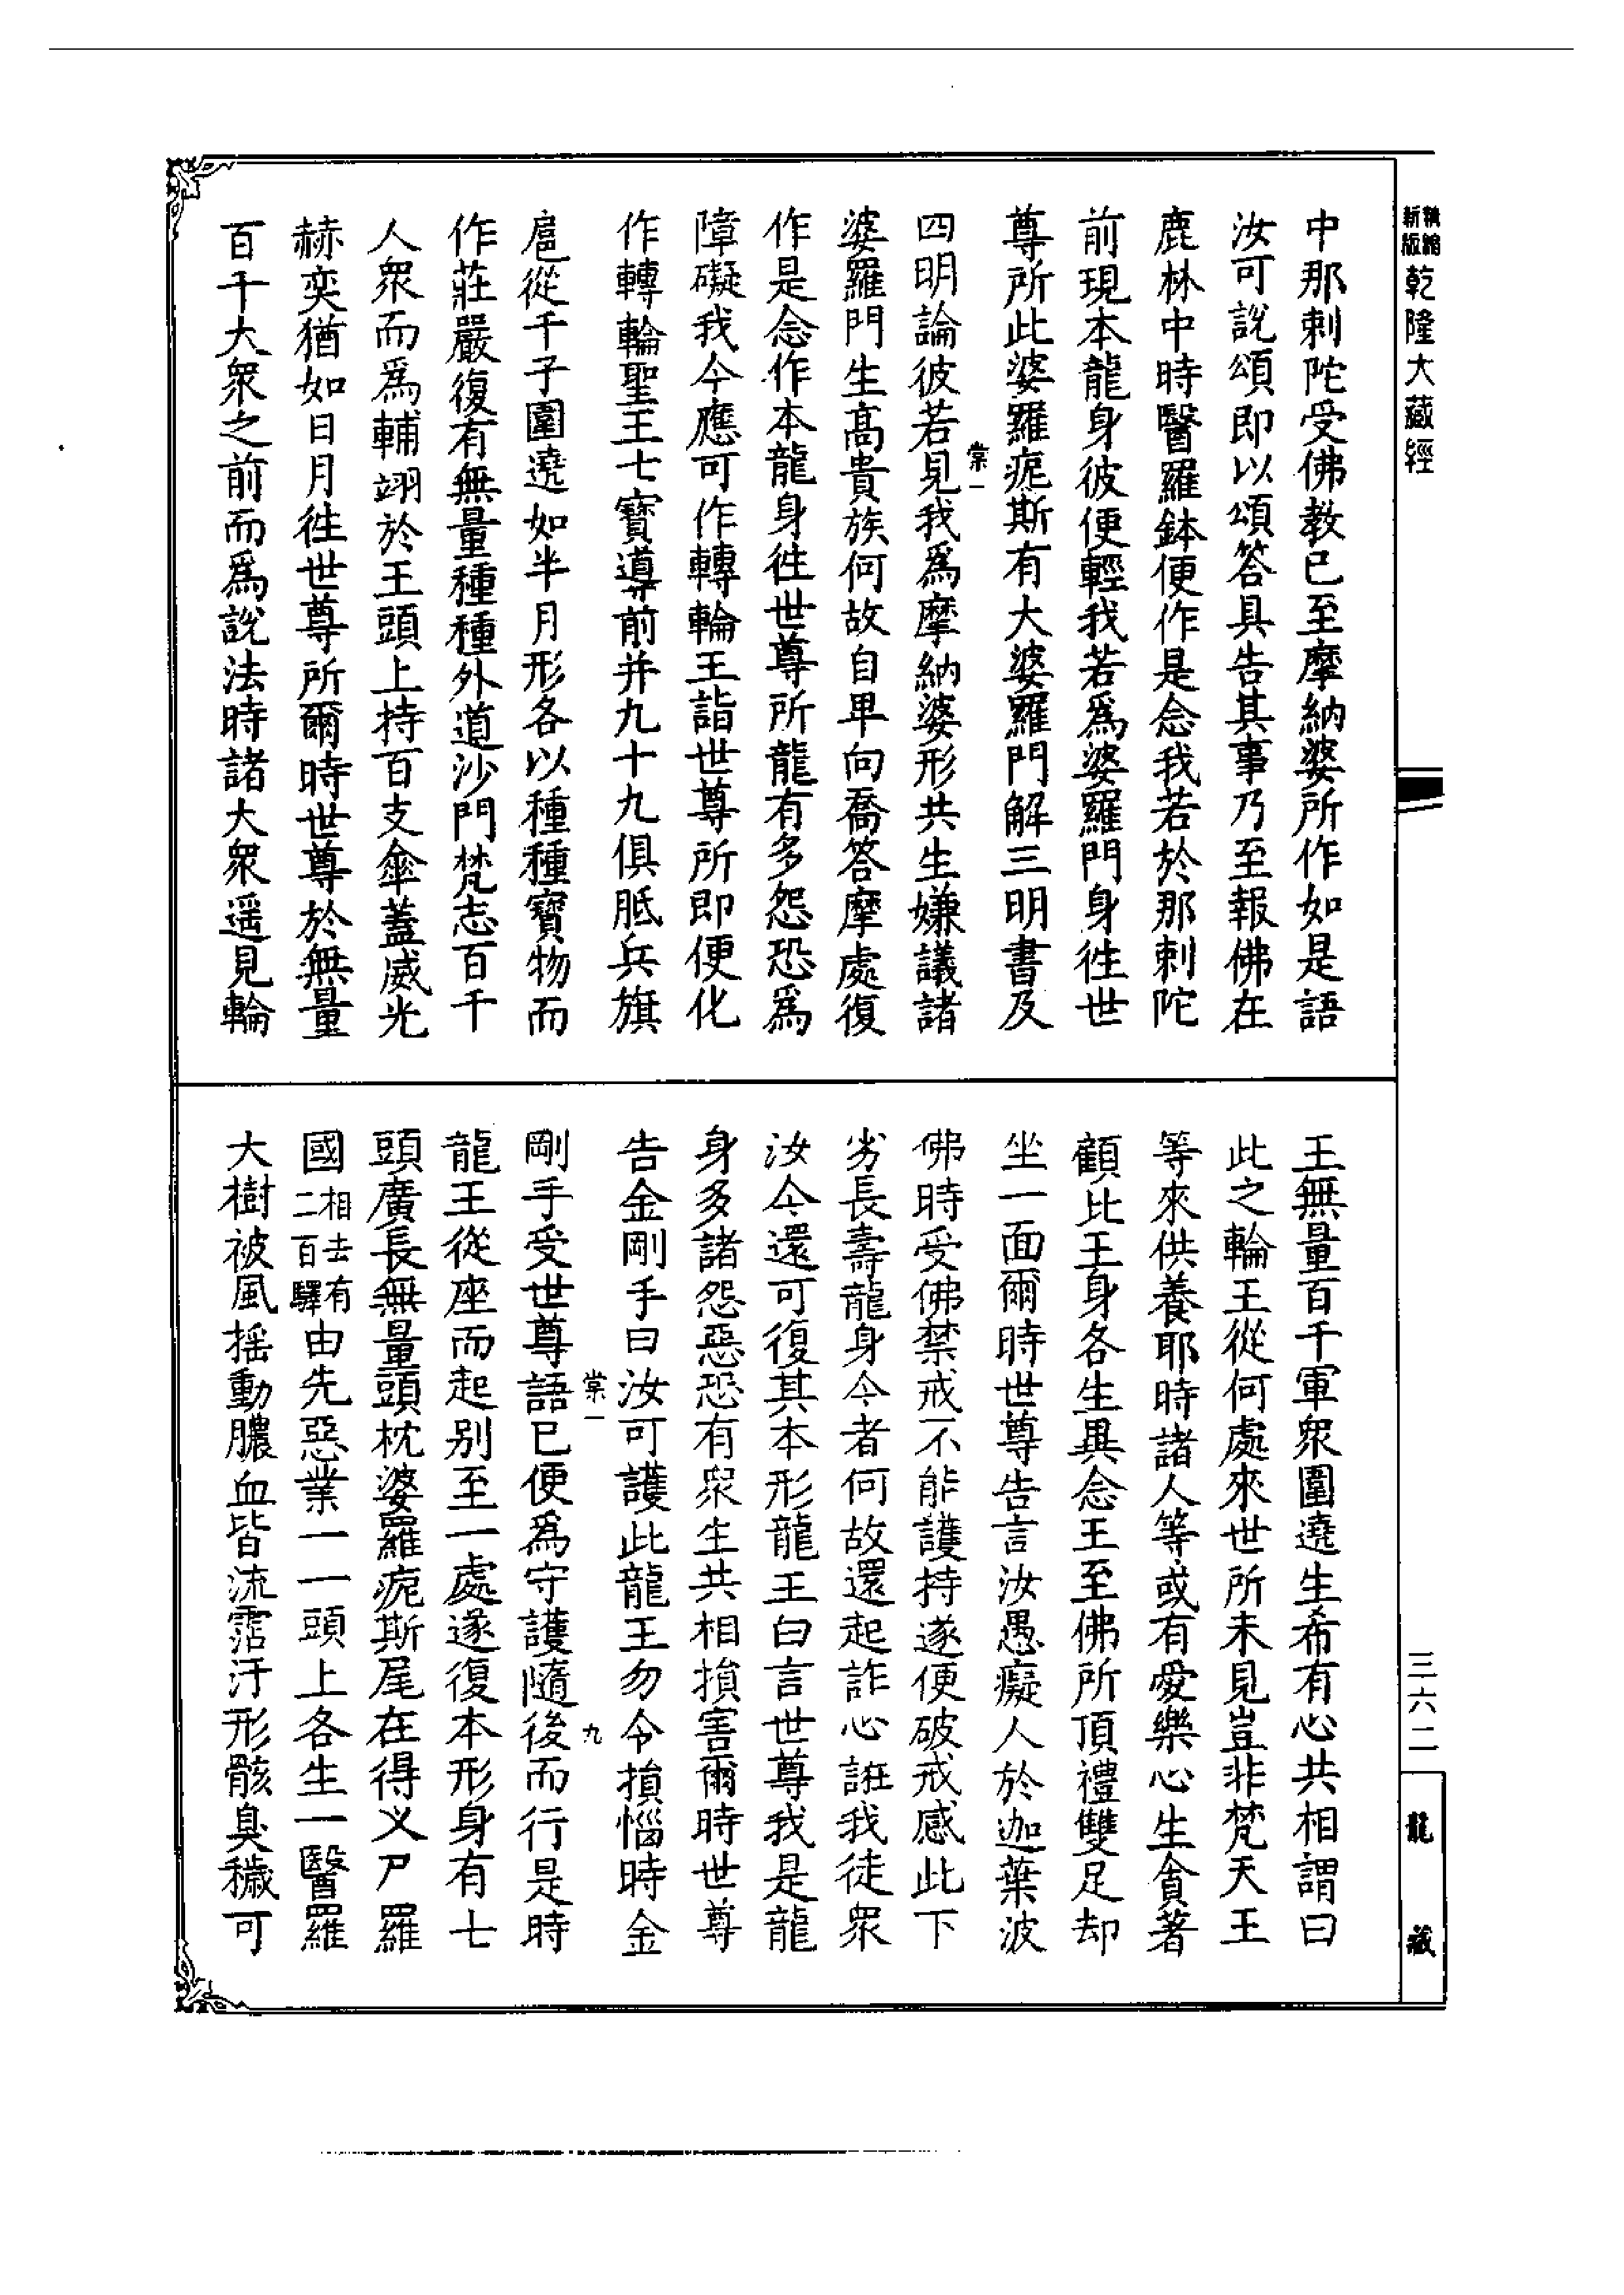 精縮新版
乾隆大藏經
中那剌陀受佛教已至摩納婆所作如是語
汝可說頌即以頌答具告其事乃至報佛在
鹿林中時醫羅鉢便作是念我若於那剌陀
前現本龍身彼便輕我若爲婆羅門身往世
尊所此婆羅痆斯有大婆羅門解三明書及
棠一
四明論彼若見我爲摩納婆形共生嫌議諸
婆羅門生高貴族何故自卑向喬答摩處復
作是念作本龍身往世尊所龍有多怨恐爲
障礙我今應可作轉輪王詣世尊所即便化
作轉輪聖王七寶導前并九十九俱胝兵旗
扈從千子圍遶如半月形各以種種寶物而
作莊嚴復有無量種種外道沙門梵志百千
人衆而爲輔翊於王頭上持百支傘蓋威光
赫奕猶如日月往世尊所爾時世尊於無量
百千大衆之前而爲說法時諸大衆遥見輪
王無量百千軍衆圍遶生希有心共相謂曰
此之輪王從何處來世所未見豈非梵天王
等來供養耶時諸人等或有愛樂心生貪著
顧比王身各生異念王至佛所頂禮雙足却
坐一面爾時世尊告言汝愚癡人於迦葉波
佛時受佛禁戒不能護持遂便破戒感此下
劣長壽龍身今者何故還起詐心誑我徒衆
汝今還可復其本形龍王白言世尊我是龍
身多諸怨惡恐有衆生共相損害爾時世尊
告金剛手曰汝可護此龍王勿令損惱時金
棠一
九
剛手受世尊語已便爲守護隨後而行是時
龍王從座而起别至一處遂復本形身有七
頭廣長無量頭枕婆羅痆斯尾在得义尸羅
國相去有二百驛由先惡業一一頭上各生一醫羅
大樹被風揺動膿血皆流霑汙形骸臭穢可
三六二
龍藏